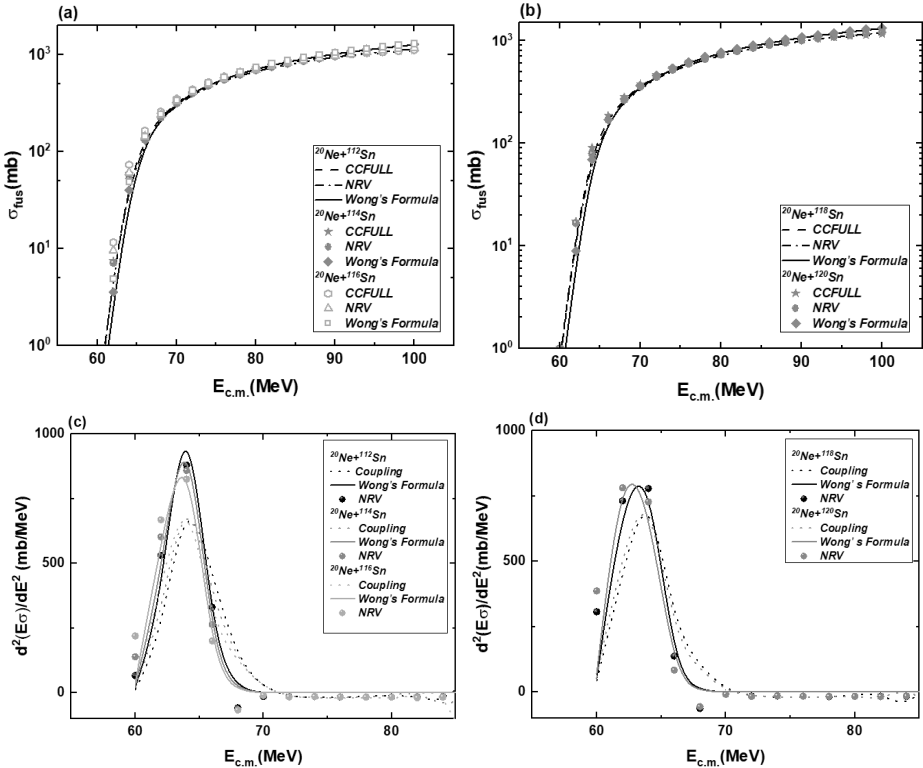 (a)
10³
10²
10¹
10⁰
σfus(mb)
²⁰Ne+¹¹²Sn
CCFULL
NRV
Wong's Formula
²⁰Ne+¹¹⁴Sn
CCFULL
NRV
Wong's Formula
²⁰Ne+¹¹⁶Sn
CCFULL
NRV
Wong's Formula
60 70 80 90 100
E_c.m.(MeV)
(b)
10³
10²
10¹
10⁰
σfus(mb)
²⁰Ne+¹¹⁸Sn
CCFULL
NRV
Wong's Formula
²⁰Ne+¹²⁰Sn
CCFULL
NRV
Wong's Formula
60 70 80 90 100
E_c.m.(MeV)
(c)
1000
500
0
d²(Eσ)/dE² (mb/MeV)
²⁰Ne+¹¹²Sn
Coupling
Wong's Formula
NRV
²⁰Ne+¹¹⁴Sn
Coupling
Wong's Formula
NRV
²⁰Ne+¹¹⁶Sn
Coupling
Wong's Formula
NRV
60 70 80
E_c.m.(MeV)
(d)
1000
500
0
d²(Eσ)/dE² (mb/MeV)
²⁰Ne+¹¹⁸Sn
Coupling
Wong's Formula
NRV
²⁰Ne+¹²⁰Sn
Coupling
Wong's Formula
NRV
60 70 80
E_c.m.(MeV)